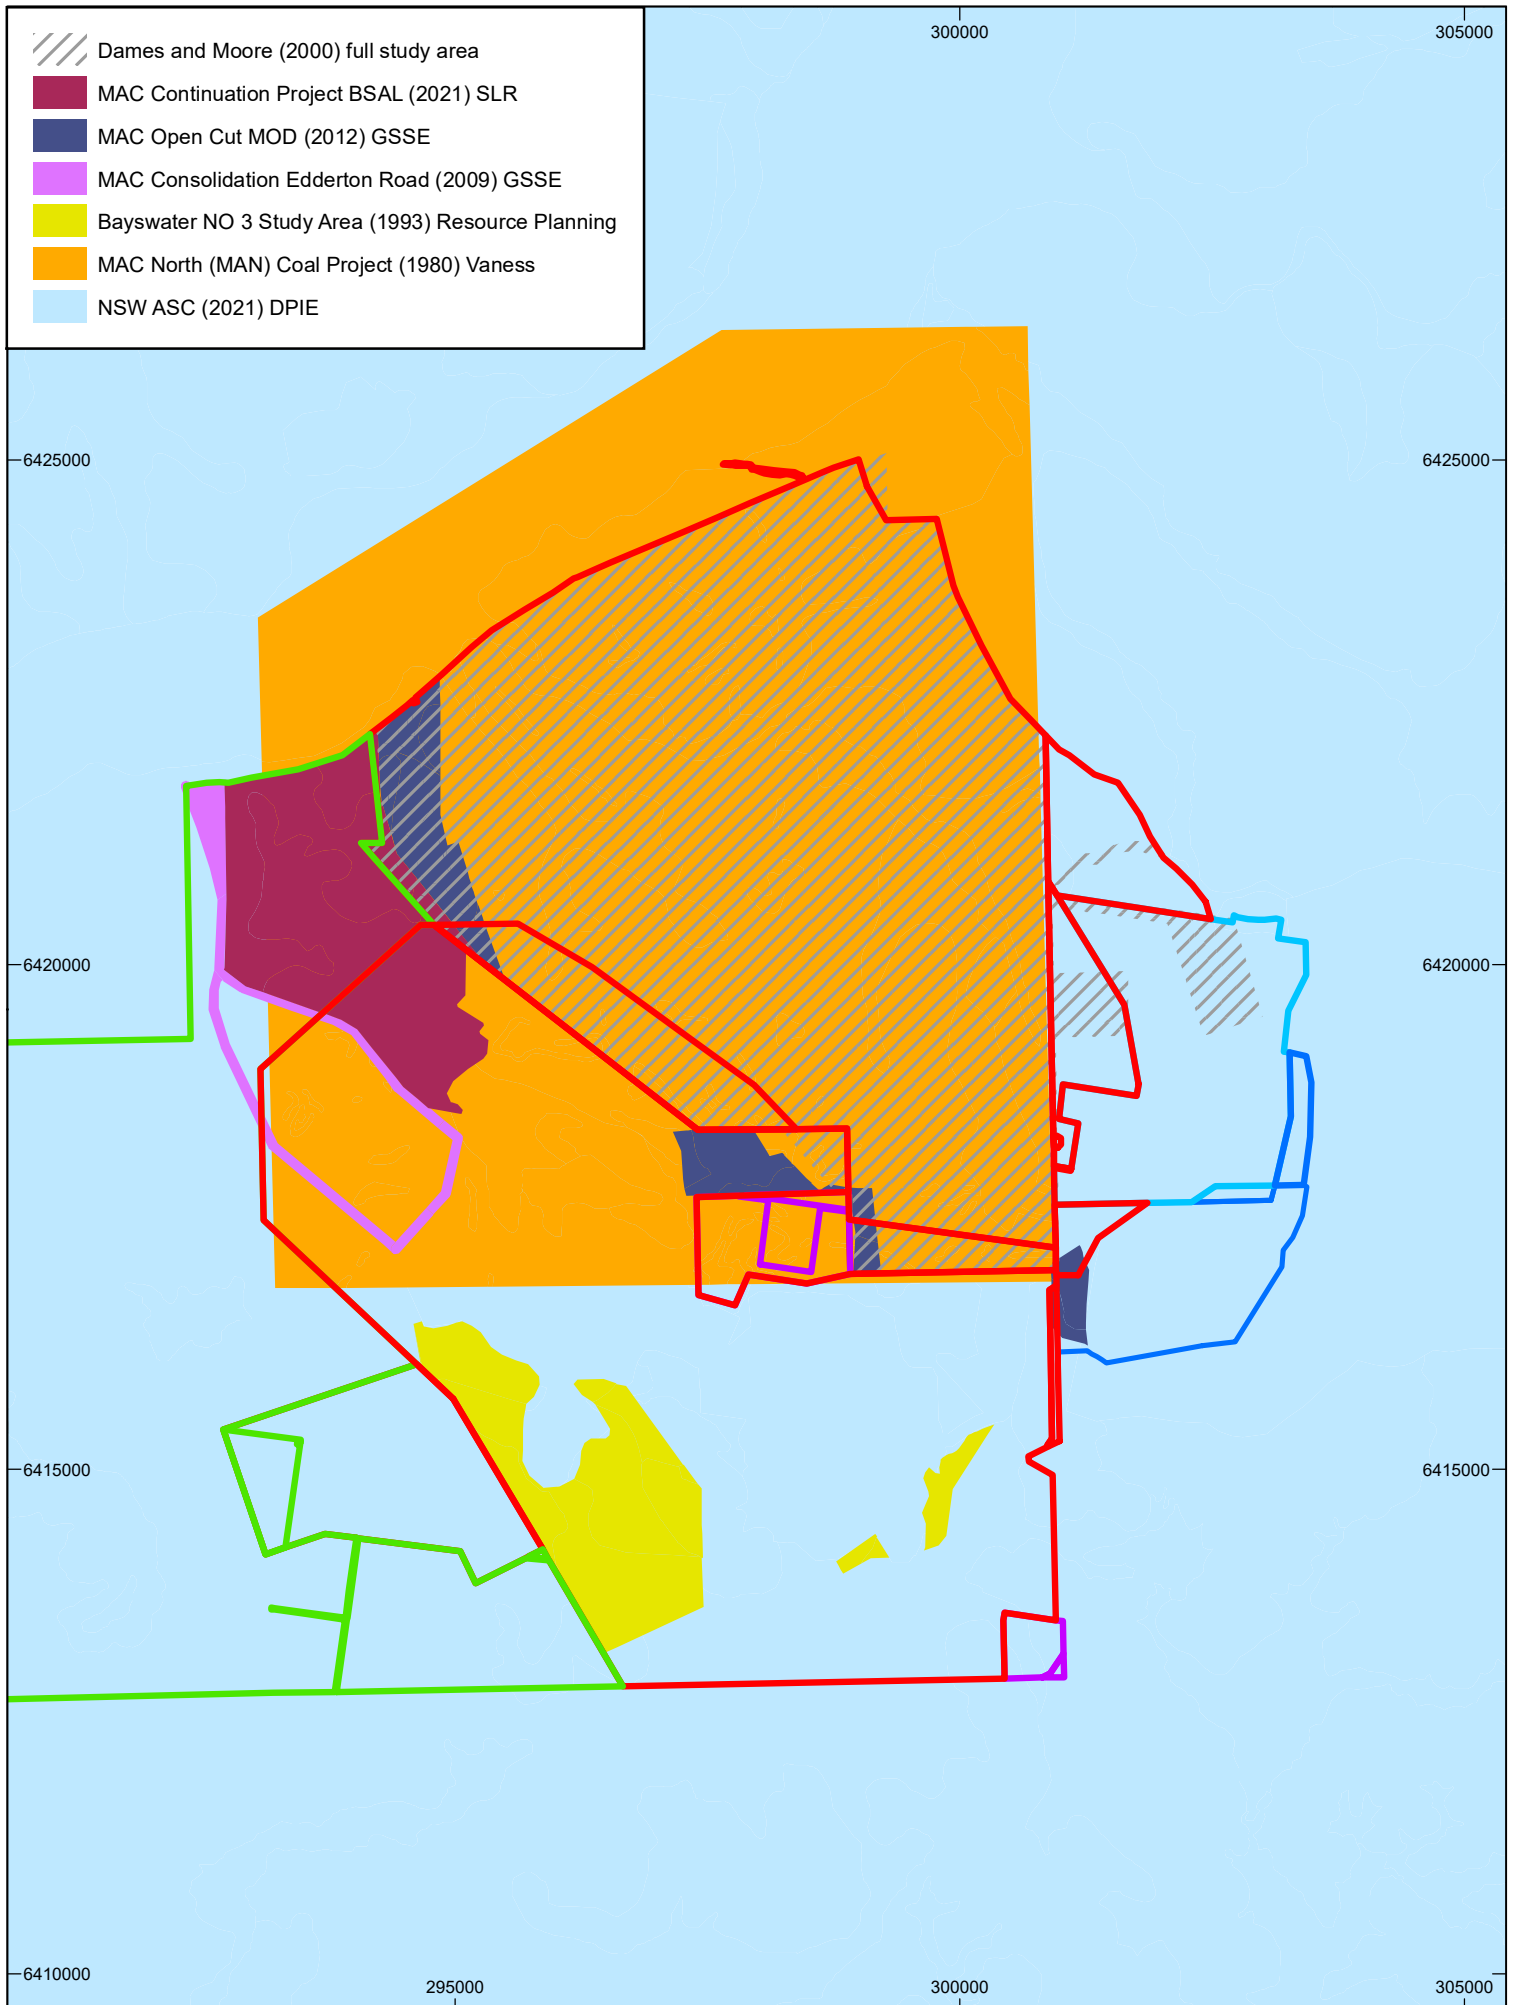 300000
305000
Dames and Moore (2000) full study area
MAC Continuation Project BSAL (2021) SLR
MAC Open Cut MOD (2012) GSSE
MAC Consolidation Edderton Road (2009) GSSE
Bayswater NO 3 Study Area (1993) Resource Planning
MAC North (MAN) Coal Project (1980) Vaness
NSW ASC (2021) DPIE
6425000
6425000
6420000
6420000
6415000
6415000
6410000
295000
300000
305000